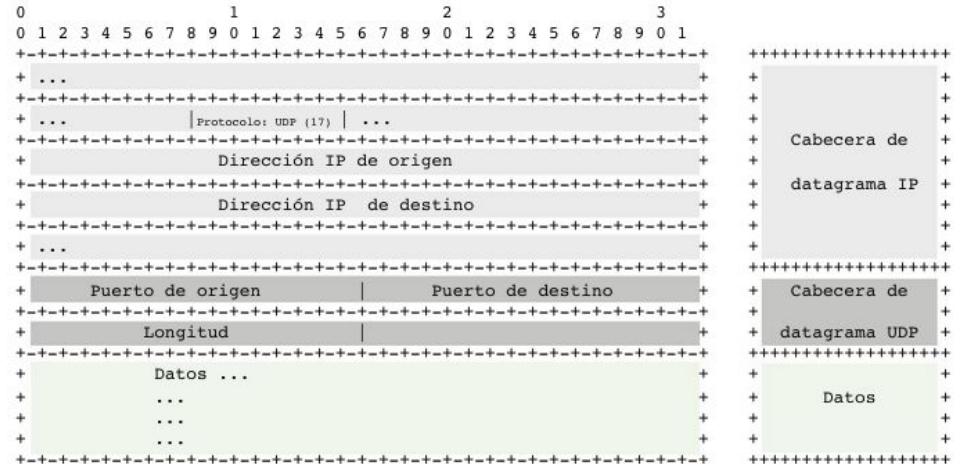 0 1 2 3
0 1 2 3 4 5 6 7 8 9 0 1 2 3 4 5 6 7 8 9 0 1 2 3 4 5 6 7 8 9 0 1
+-+-+-+-+-+-+-+-+-+-+-+-+-+-+-+-+-+-+-+-+-+-+-+-+-+-+-+-+-+-+-+-+ +++++++++++++++++
+ ... + + +
+-+-+-+-+-+-+-+-+-+-+-+-+-+-+-+-+-+-+-+-+-+-+-+-+-+-+-+-+-+-+-+-+ + +
+ ... |Protocolo: UDP (17) | ... + + +
+-+-+-+-+-+-+-+-+-+-+-+-+-+-+-+-+-+-+-+-+-+-+-+-+-+-+-+-+-+-+-+-+ + Cabecera de +
+ Dirección IP de origen + + +
+-+-+-+-+-+-+-+-+-+-+-+-+-+-+-+-+-+-+-+-+-+-+-+-+-+-+-+-+-+-+-+-+ + datagrama IP +
+ Dirección IP de destino + + +
+-+-+-+-+-+-+-+-+-+-+-+-+-+-+-+-+-+-+-+-+-+-+-+-+-+-+-+-+-+-+-+-+ + +
+ ... + + +
+-+-+-+-+-+-+-+-+-+-+-+-+-+-+-+-+-+-+-+-+-+-+-+-+-+-+-+-+-+-+-+-+ +++++++++++++++++
+ Puerto de origen | Puerto de destino + + Cabecera de +
+-+-+-+-+-+-+-+-+-+-+-+-+-+-+-+-+-+-+-+-+-+-+-+-+-+-+-+-+-+-+-+-+ + +
+ Longitud | + + datagrama UDP +
+-+-+-+-+-+-+-+-+-+-+-+-+-+-+-+-+-+-+-+-+-+-+-+-+-+-+-+-+-+-+-+-+ +++++++++++++++++
+ Datos ... + + +
+ ... + + Datos +
+ ... + + +
+ ... + + +
+-+-+-+-+-+-+-+-+-+-+-+-+-+-+-+-+-+-+-+-+-+-+-+-+-+-+-+-+-+-+-+-+ +++++++++++++++++